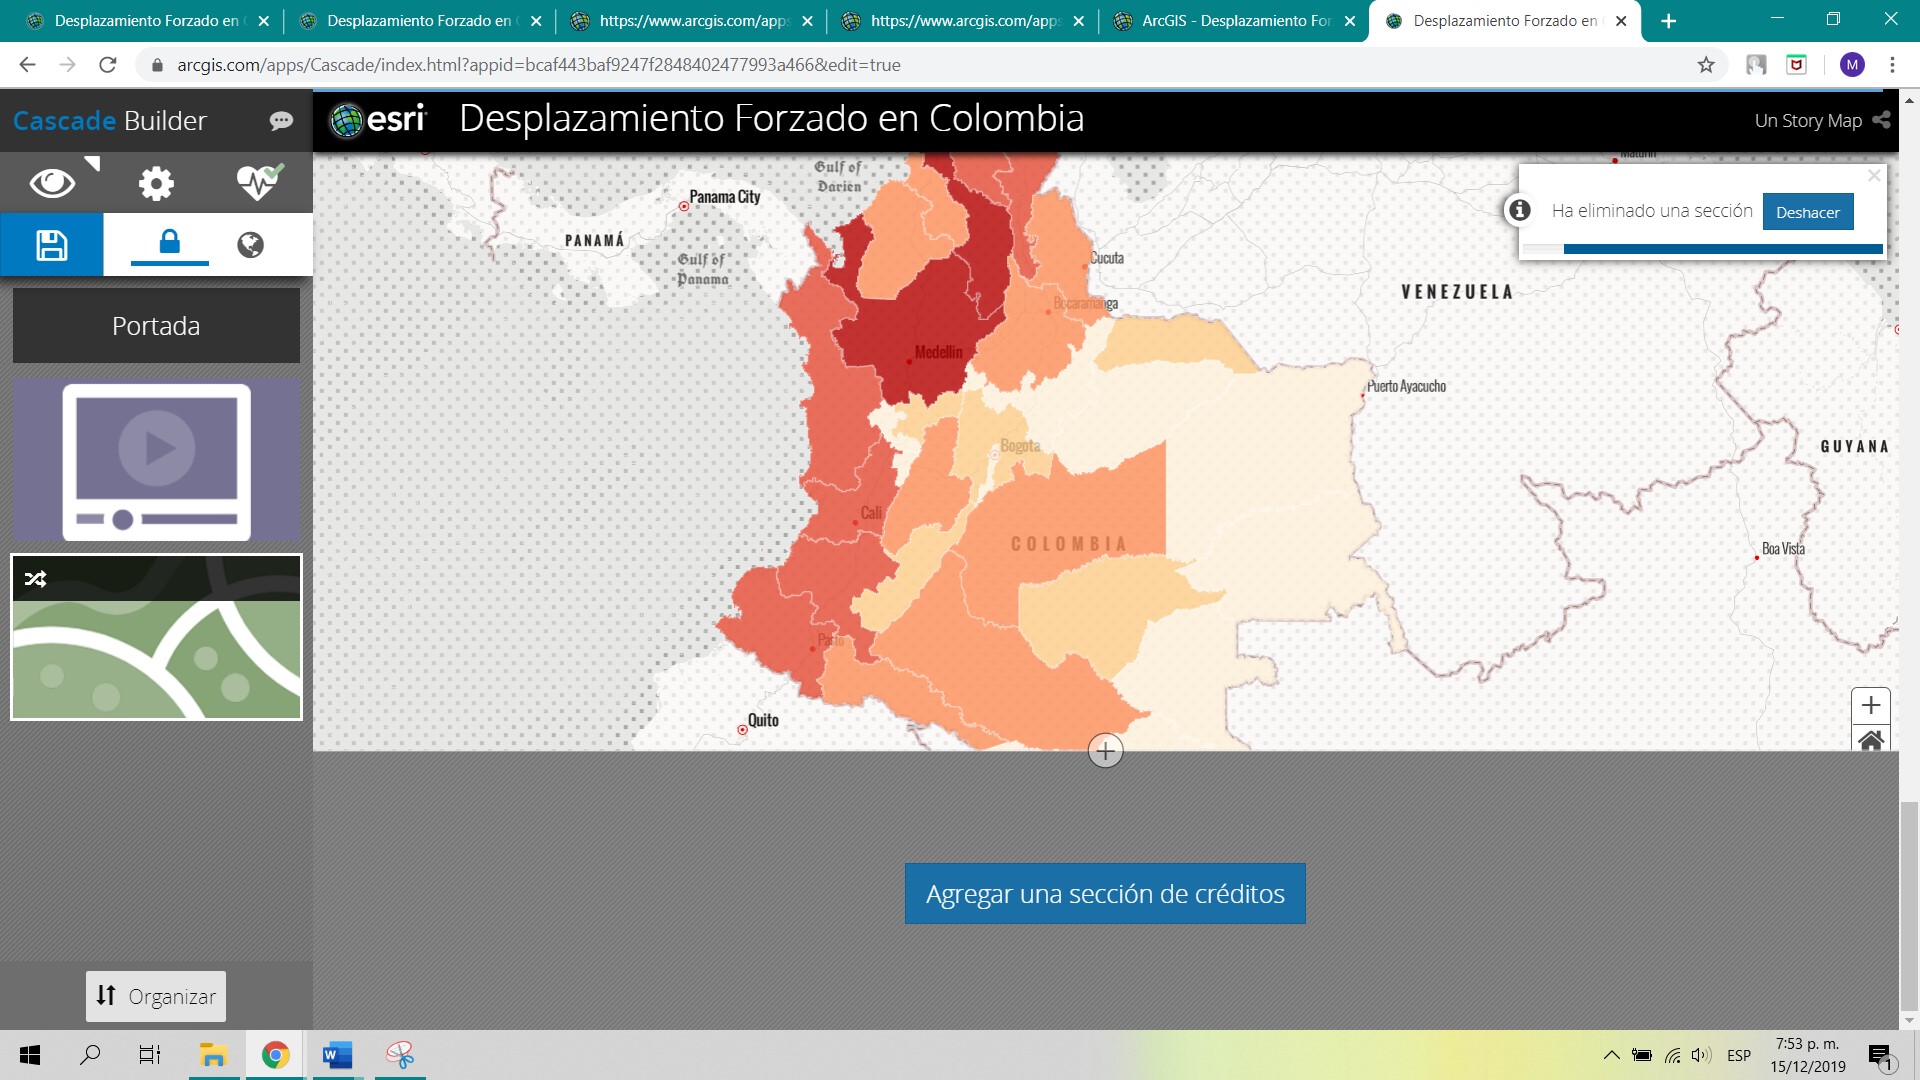 Desplazamiento Forzado en C
Desplazamiento Forzado en C
https://www.arcgis.com/apps
https://www.arcgis.com/apps
ArcGIS - Desplazamiento For
Desplazamiento Forzado en C
arcgis.com/apps/Cascade/index.html?appid=bcaf443baf9247f2848402477993a466&edit=true
M
Cascade Builder
esri
Desplazamiento Forzado en Colombia
Un Story Map
Ha eliminado una sección
Deshacer
Portada
Organizar
Maturín
Gulf of
Darien
Panama City
PANAMÁ
Gulf of
Panama
Cucuta
Bucaramanga
VENEZUELA
Medellin
Puerto Ayacucho
Bogota
GUYANA
Cali
COLOMBIA
Boa Vista
Pasto
Quito
Agregar una sección de créditos
W
ESP
7:53 p. m.
15/12/2019
1